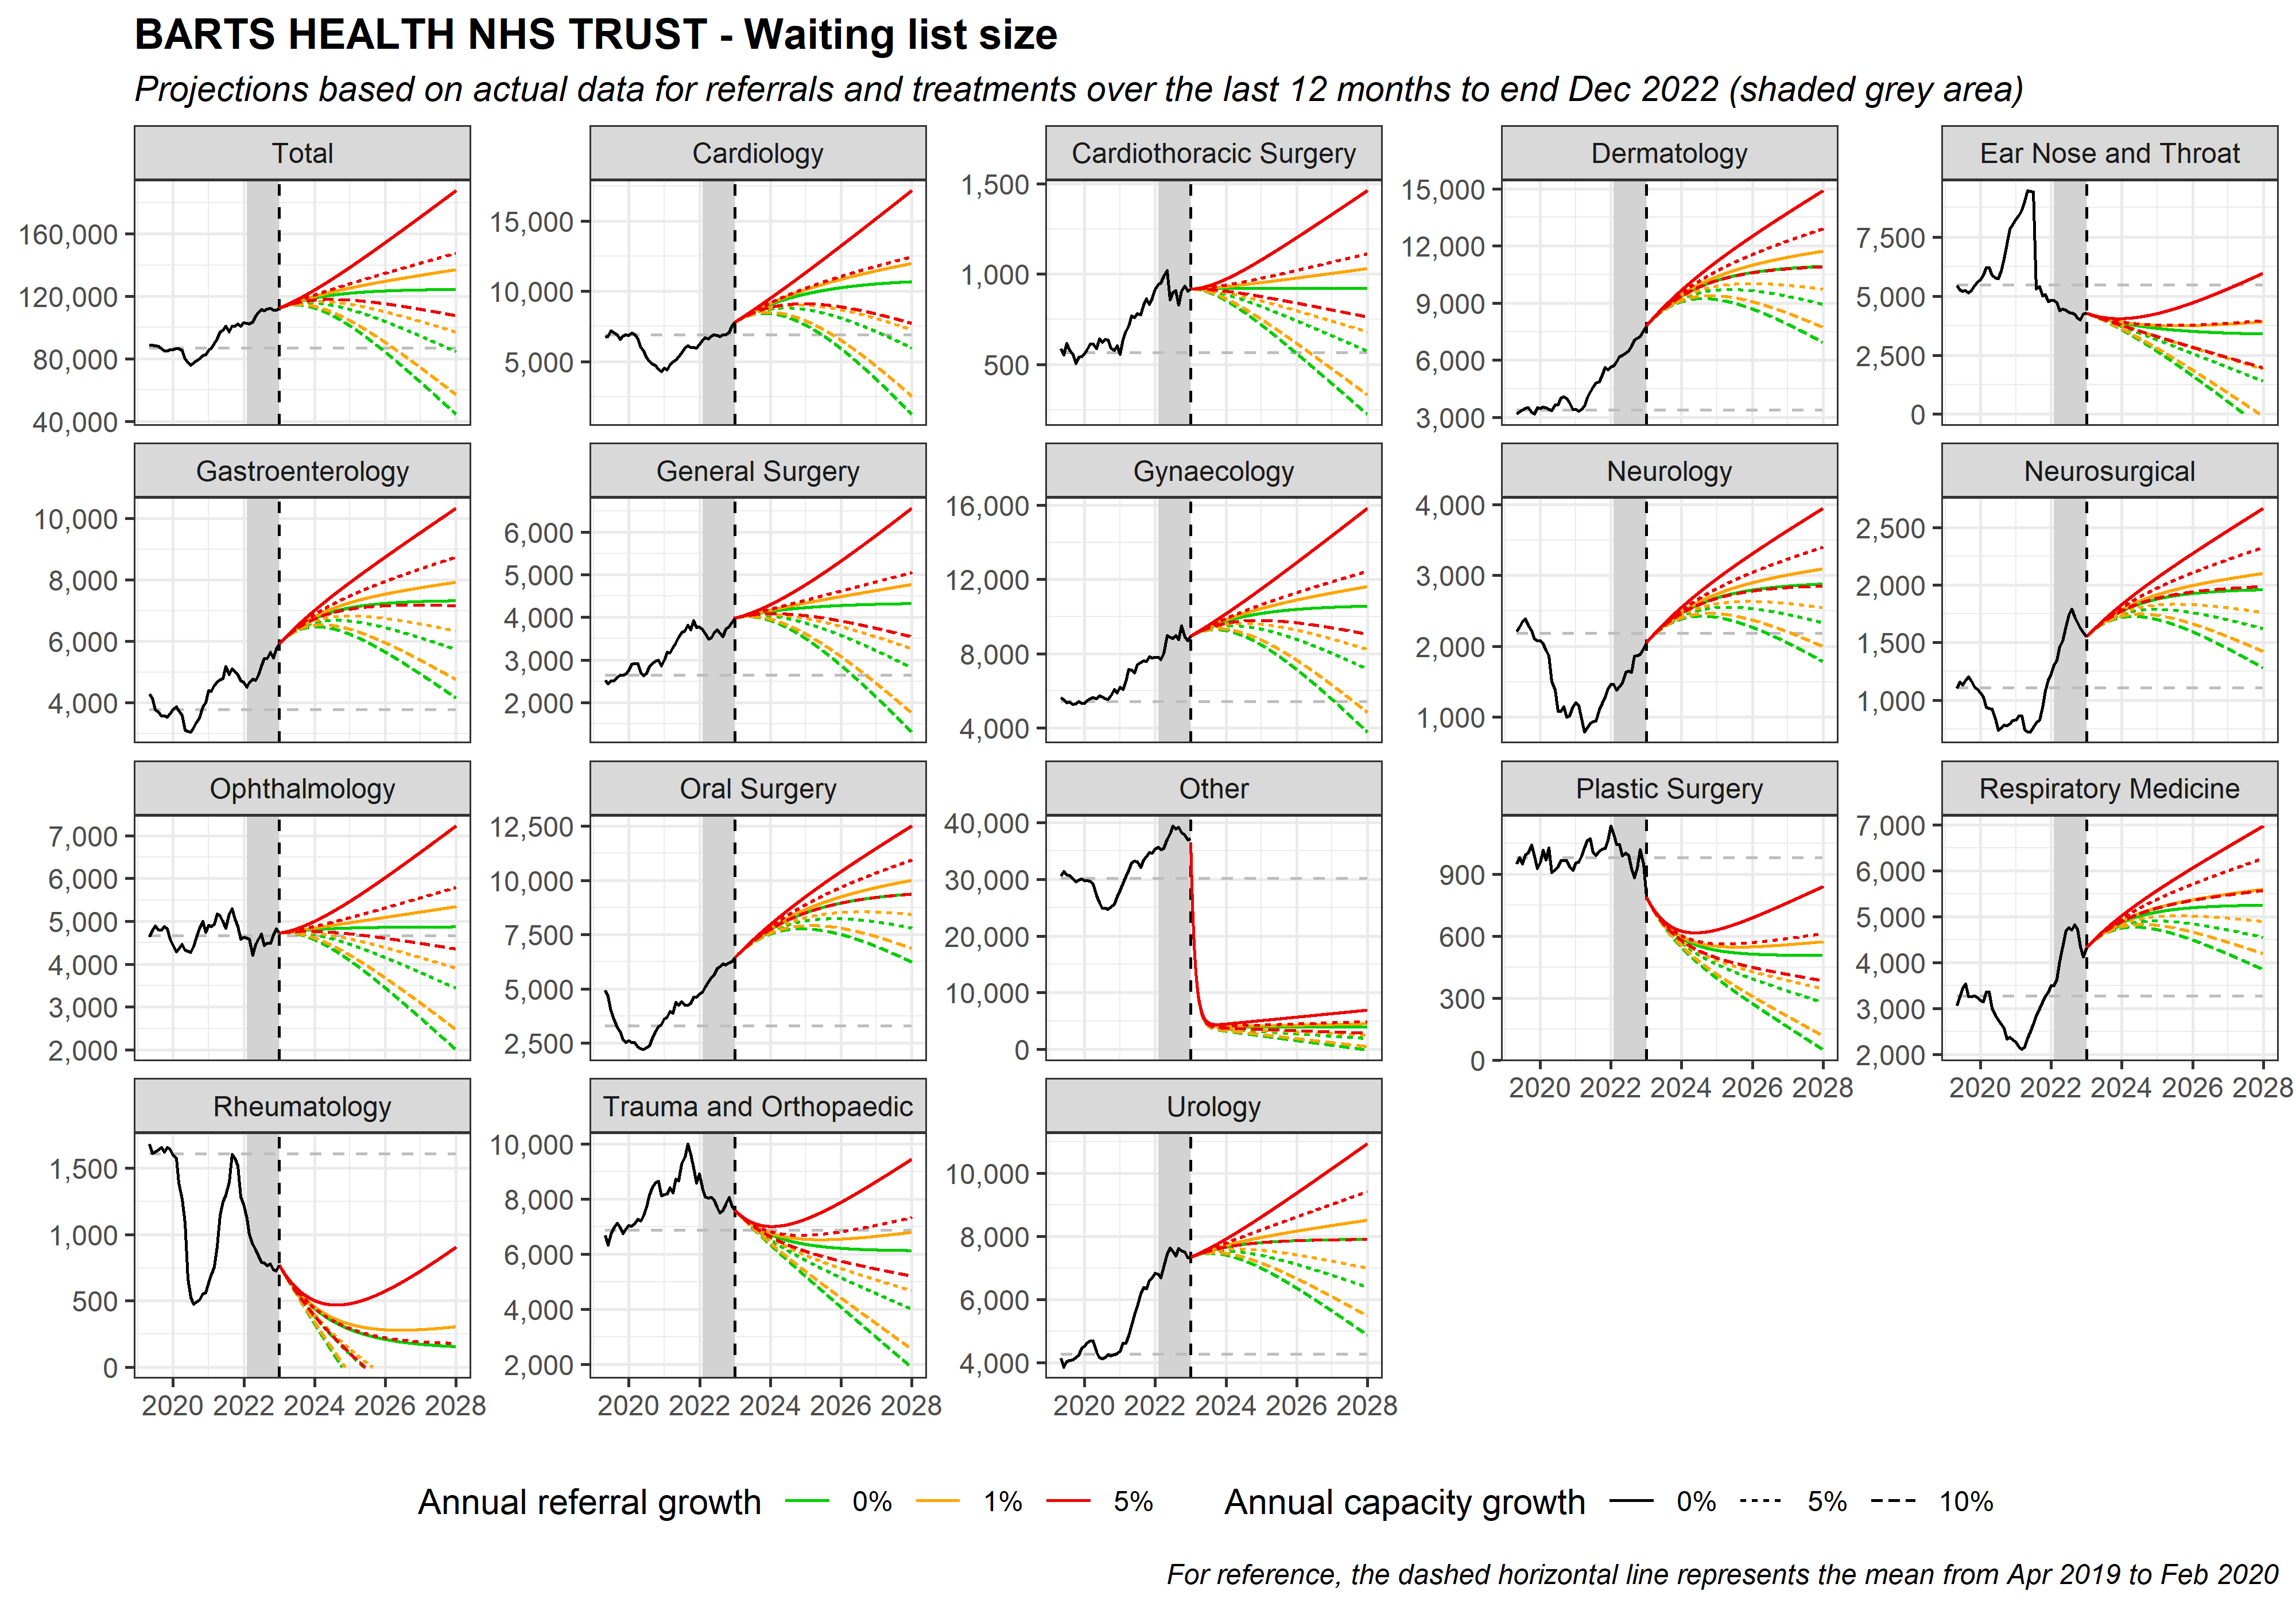 BARTS HEALTH NHS TRUST - Waiting list size
Projections based on actual data for referrals and treatments over the last 12 months to end Dec 2022 (shaded grey area)
Total
Cardiology
Cardiothoracic Surgery
Dermatology
Ear Nose and Throat
160,000
120,000
80,000
40,000
15,000
10,000
5,000
1,500
1,000
500
15,000
12,000
9,000
6,000
3,000
7,500
5,000
2,500
0
Gastroenterology
General Surgery
Gynaecology
Neurology
Neurosurgical
10,000
8,000
6,000
4,000
6,000
5,000
4,000
3,000
2,000
16,000
12,000
8,000
4,000
4,000
3,000
2,000
1,000
2,500
2,000
1,500
1,000
Ophthalmology
Oral Surgery
Other
Plastic Surgery
Respiratory Medicine
7,000
6,000
5,000
4,000
3,000
2,000
12,500
10,000
7,500
5,000
2,500
40,000
30,000
20,000
10,000
0
900
600
300
0
7,000
6,000
5,000
4,000
3,000
2,000
2020 2022 2024 2026 2028
2020 2022 2024 2026 2028
Rheumatology
Trauma and Orthopaedic
Urology
1,500
1,000
500
0
10,000
8,000
6,000
4,000
2,000
10,000
8,000
6,000
4,000
2020 2022 2024 2026 2028
2020 2022 2024 2026 2028
2020 2022 2024 2026 2028
Annual referral growth 0% 1% 5% Annual capacity growth 0% 5% 10%
For reference, the dashed horizontal line represents the mean from Apr 2019 to Feb 2020